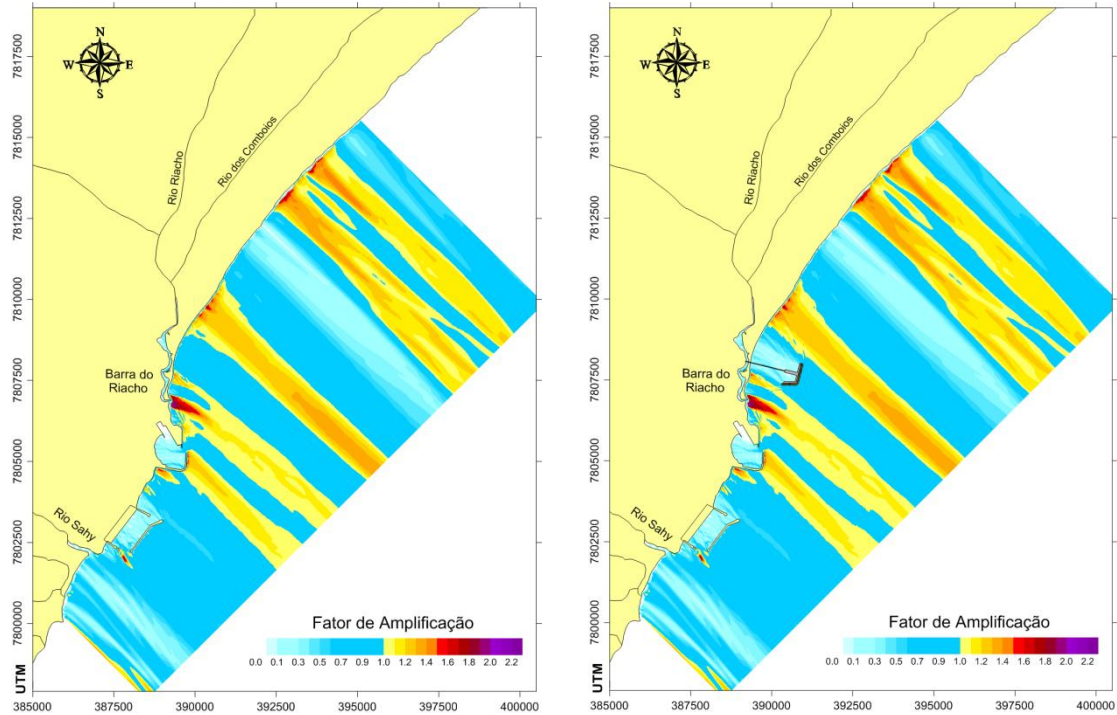 N
W E
S
Rio Riacho
Rio dos Comboios
Barra do
Riacho
Rio Sahy
Fator de Amplificação
0.0 0.1 0.3 0.5 0.7 0.9 1.0 1.2 1.4 1.6 1.8 2.0 2.2
7817500
7815000
7812500
7810000
7807500
7805000
7802500
7800000
UTM
385000 387500 390000 392500 395000 397500 400000
N
W E
S
Rio Riacho
Rio dos Comboios
Barra do
Riacho
Rio Sahy
Fator de Amplificação
0.0 0.1 0.3 0.5 0.7 0.9 1.0 1.2 1.4 1.6 1.8 2.0 2.2
7817500
7815000
7812500
7810000
7807500
7805000
7802500
7800000
UTM
385000 387500 390000 392500 395000 397500 400000